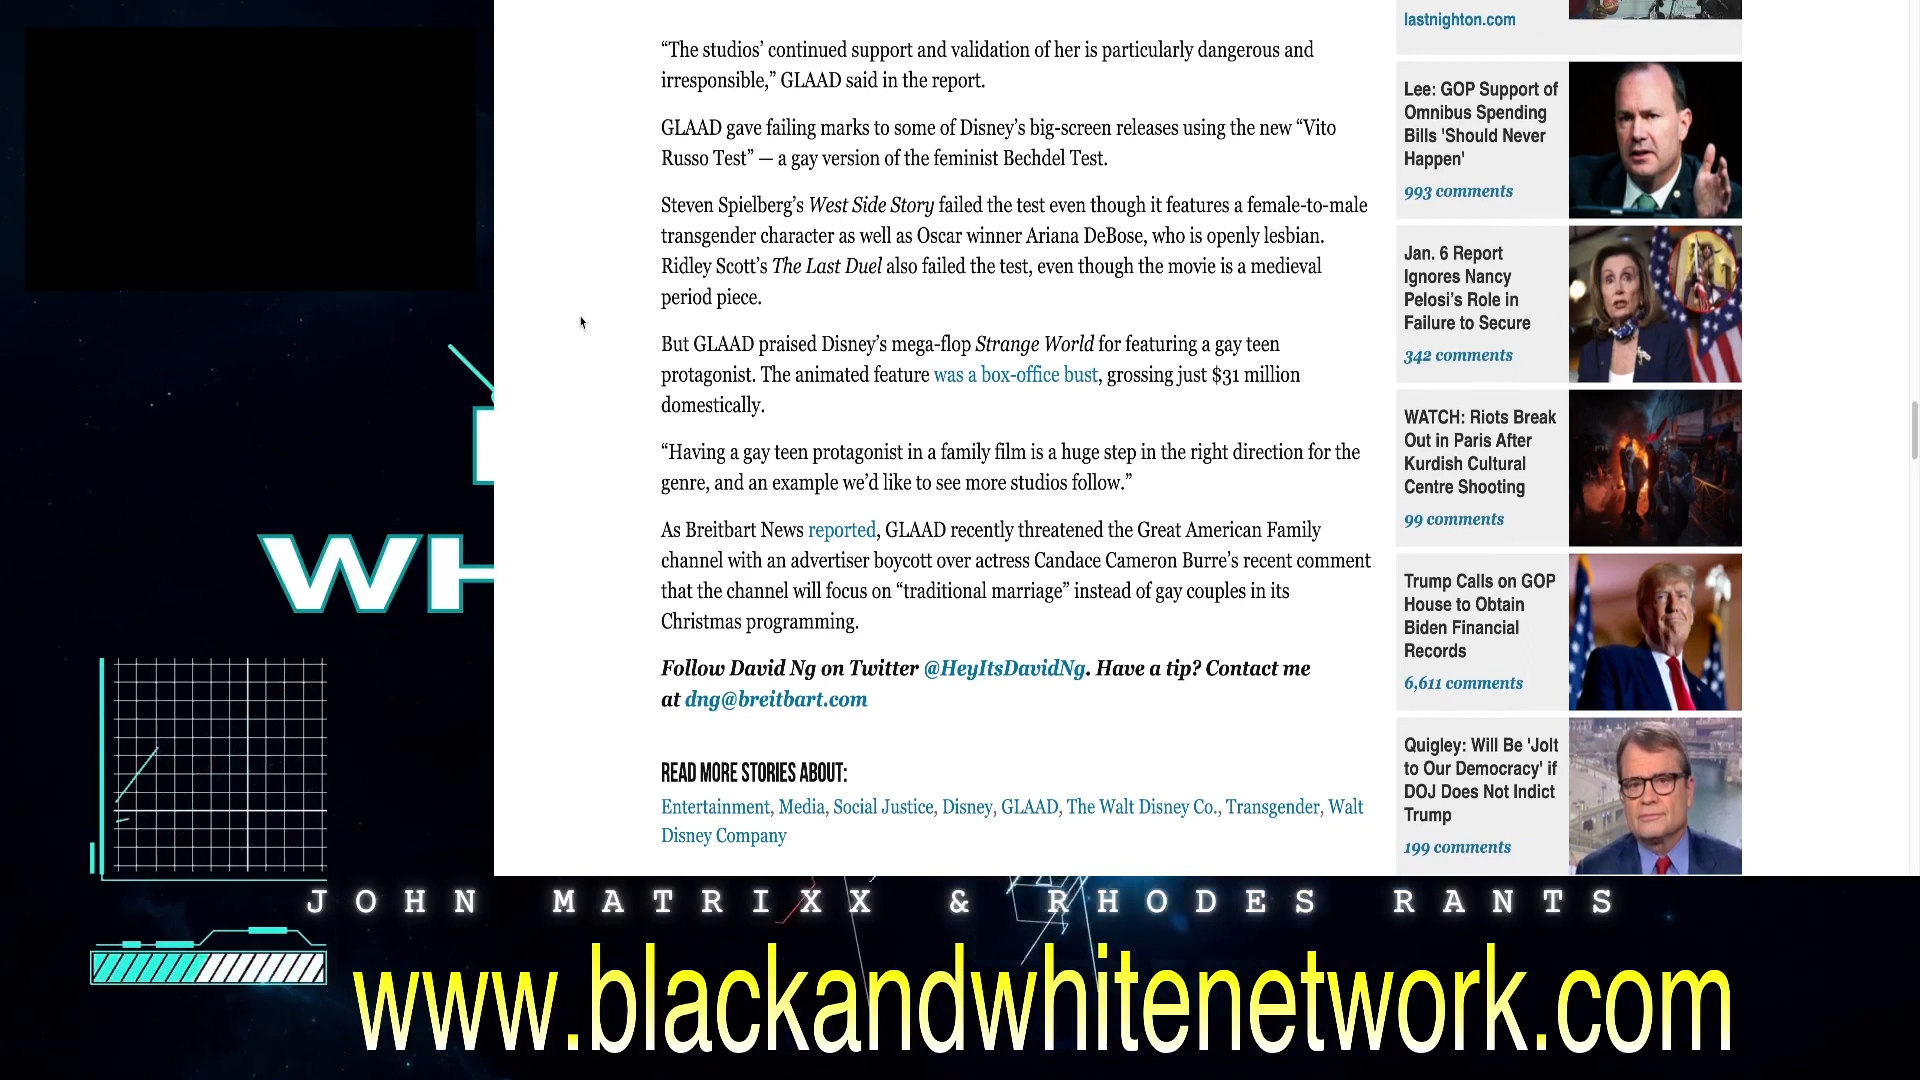 “The studios’ continued support and validation of her is particularly dangerous and
irresponsible,” GLAAD said in the report.
GLAAD gave failing marks to some of Disney’s big-screen releases using the new “Vito
Russo Test” — a gay version of the feminist Bechdel Test.
Steven Spielberg’s West Side Story failed the test even though it features a female-to-male
transgender character as well as Oscar winner Ariana DeBose, who is openly lesbian.
Ridley Scott’s The Last Duel also failed the test, even though the movie is a medieval
period piece.
But GLAAD praised Disney’s mega-flop Strange World for featuring a gay teen
protagonist. The animated feature was a box-office bust, grossing just $31 million
domestically.
“Having a gay teen protagonist in a family film is a huge step in the right direction for the
genre, and an example we’d like to see more studios follow.”
As Breitbart News reported, GLAAD recently threatened the Great American Family
channel with an advertiser boycott over actress Candace Cameron Burre’s recent comment
that the channel will focus on “traditional marriage” instead of gay couples in its
Christmas programming.
Follow David Ng on Twitter @HeyItsDavidNg. Have a tip? Contact me
at dng@breitbart.com
READ MORE STORIES ABOUT:
Entertainment, Media, Social Justice, Disney, GLAAD, The Walt Disney Co., Transgender, Walt
Disney Company
lastnighton.com
Lee: GOP Support of
Omnibus Spending
Bills 'Should Never
Happen'
993 comments
Jan. 6 Report
Ignores Nancy
Pelosi’s Role in
Failure to Secure
342 comments
WATCH: Riots Break
Out in Paris After
Kurdish Cultural
Centre Shooting
99 comments
Trump Calls on GOP
House to Obtain
Biden Financial
Records
6,611 comments
Quigley: Will Be 'Jolt
to Our Democracy' if
DOJ Does Not Indict
Trump
199 comments
WH
JOHN MATRIXX & RHODES RANTS
www.blackandwhitenetwork.com